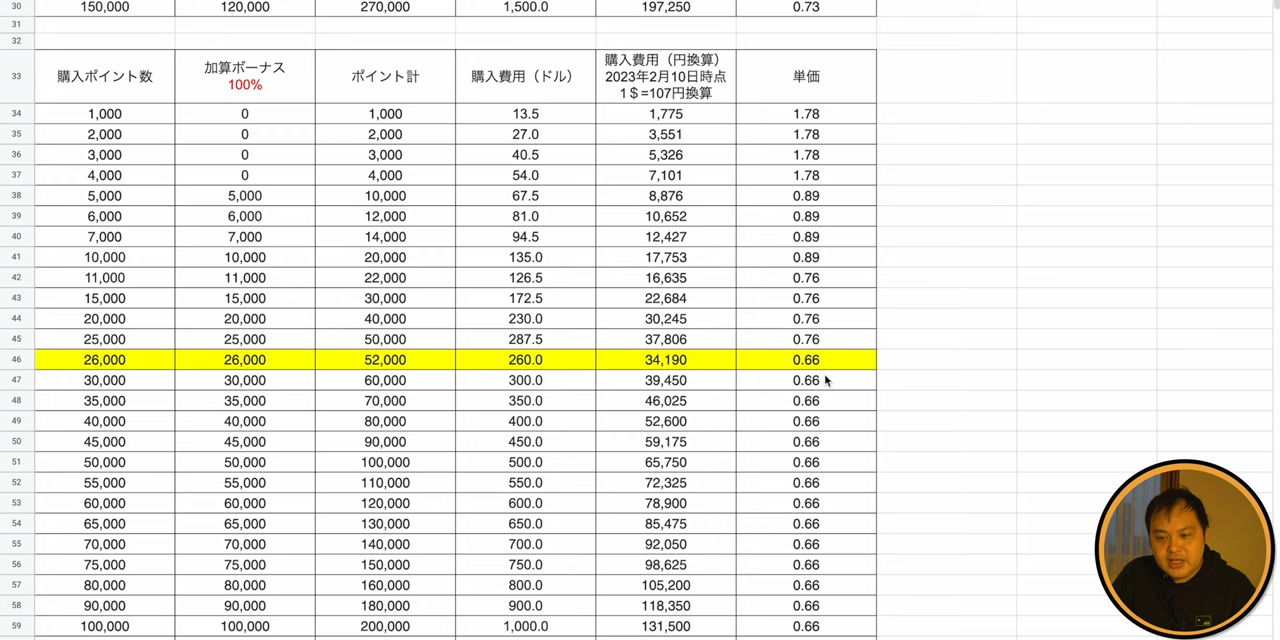 30 150,000 120,000 270,000 1,500.0 197,250 0.73
31
32
33 購入ポイント数 加算ボーナス 100% ポイント計 購入費用（ドル） 購入費用（円換算） 2023年2月10日時点 1＄=107円換算 単価
34 1,000 0 1,000 13.5 1,775 1.78
35 2,000 0 2,000 27.0 3,551 1.78
36 3,000 0 3,000 40.5 5,326 1.78
37 4,000 0 4,000 54.0 7,101 1.78
38 5,000 5,000 10,000 67.5 8,876 0.89
39 6,000 6,000 12,000 81.0 10,652 0.89
40 7,000 7,000 14,000 94.5 12,427 0.89
41 10,000 10,000 20,000 135.0 17,753 0.89
42 11,000 11,000 22,000 126.5 16,635 0.76
43 15,000 15,000 30,000 172.5 22,684 0.76
44 20,000 20,000 40,000 230.0 30,245 0.76
45 25,000 25,000 50,000 287.5 37,806 0.76
46 26,000 26,000 52,000 260.0 34,190 0.66
47 30,000 30,000 60,000 300.0 39,450 0.66
48 35,000 35,000 70,000 350.0 46,025 0.66
49 40,000 40,000 80,000 400.0 52,600 0.66
50 45,000 45,000 90,000 450.0 59,175 0.66
51 50,000 50,000 100,000 500.0 65,750 0.66
52 55,000 55,000 110,000 550.0 72,325 0.66
53 60,000 60,000 120,000 600.0 78,900 0.66
54 65,000 65,000 130,000 650.0 85,475 0.66
55 70,000 70,000 140,000 700.0 92,050 0.66
56 75,000 75,000 150,000 750.0 98,625 0.66
57 80,000 80,000 160,000 800.0 105,200 0.66
58 90,000 90,000 180,000 900.0 118,350 0.66
59 100,000 100,000 200,000 1,000.0 131,500 0.66